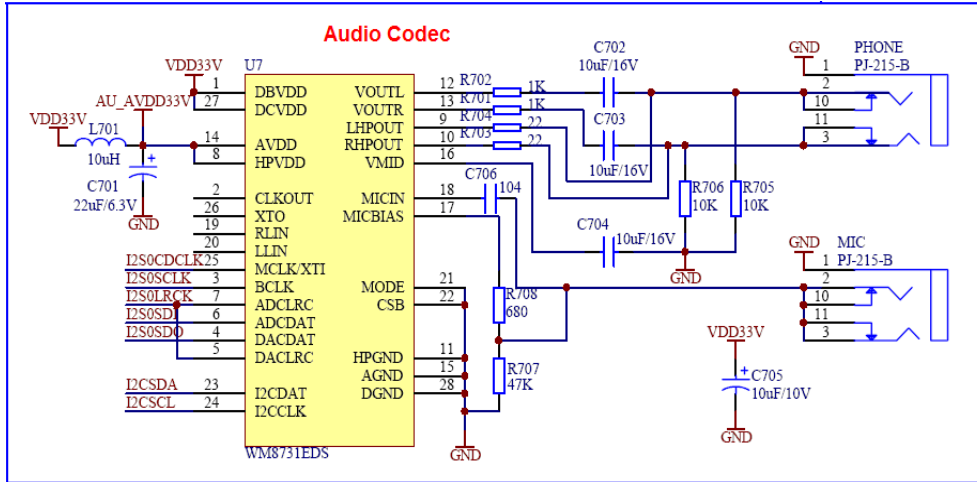 Audio Codec
VDD33V
U7
1 DBVDD
27 DCVDD
AU_AVDD33V
VDD33V
L701
10uH
14 AVDD
8 HPVDD
C701
22uF/6.3V
GND
2 CLKOUT
26 XTO
19 RLIN
20 LLIN
I2S0CDCLK 25 MCLK/XTI
I2S0SCLK 3 BCLK
I2S0LRCK 7 ADCLRC
I2S0SDI 6 ADCDAT
I2S0SDO 4 DACDAT
5 DACLRC
I2CSDA 23 I2CDAT
I2CSCL 24 I2CCLK
WM8731EDS
VOUTL 12 R702 1K
VOUTR 13 R701 1K
LHPOUT 9 R704 22
RHPOUT 10 R703 22
VMID 16
MICIN 18
MICBIAS 17
MODE 21
CSB 22
HPGND 11
AGND 15
DGND 28
C702
10uF/16V
C703
10uF/16V
C706
104
C704
10uF/16V
R706
10K
R705
10K
GND
R708
680
R707
47K
GND
GND
PHONE
PJ-215-B
1
2
10
11
3
GND
MIC
PJ-215-B
1
2
10
11
3
VDD33V
C705
10uF/10V
GND